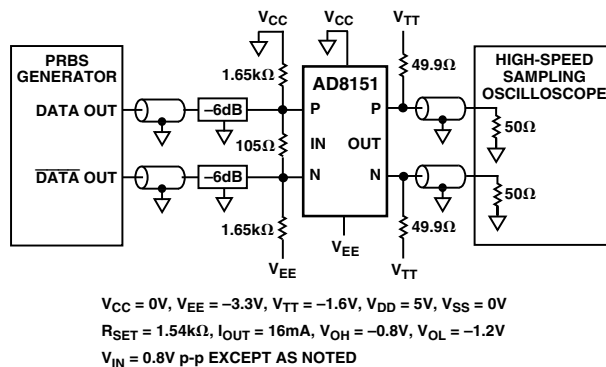 VCC
VCC
VTT
PRBS
GENERATOR
1.65kΩ
AD8151
49.9Ω
HIGH-SPEED
SAMPLING
OSCILLOSCOPE
DATA OUT
–6dB
P
P
105Ω
IN
OUT
50Ω
DATA OUT
–6dB
N
N
50Ω
1.65kΩ
VEE
VEE
49.9Ω
VTT
VCC = 0V, VEE = –3.3V, VTT = –1.6V, VDD = 5V, VSS = 0V
RSET = 1.54kΩ, IOUT = 16mA, VOH = –0.8V, VOL = –1.2V
VIN = 0.8V p-p EXCEPT AS NOTED